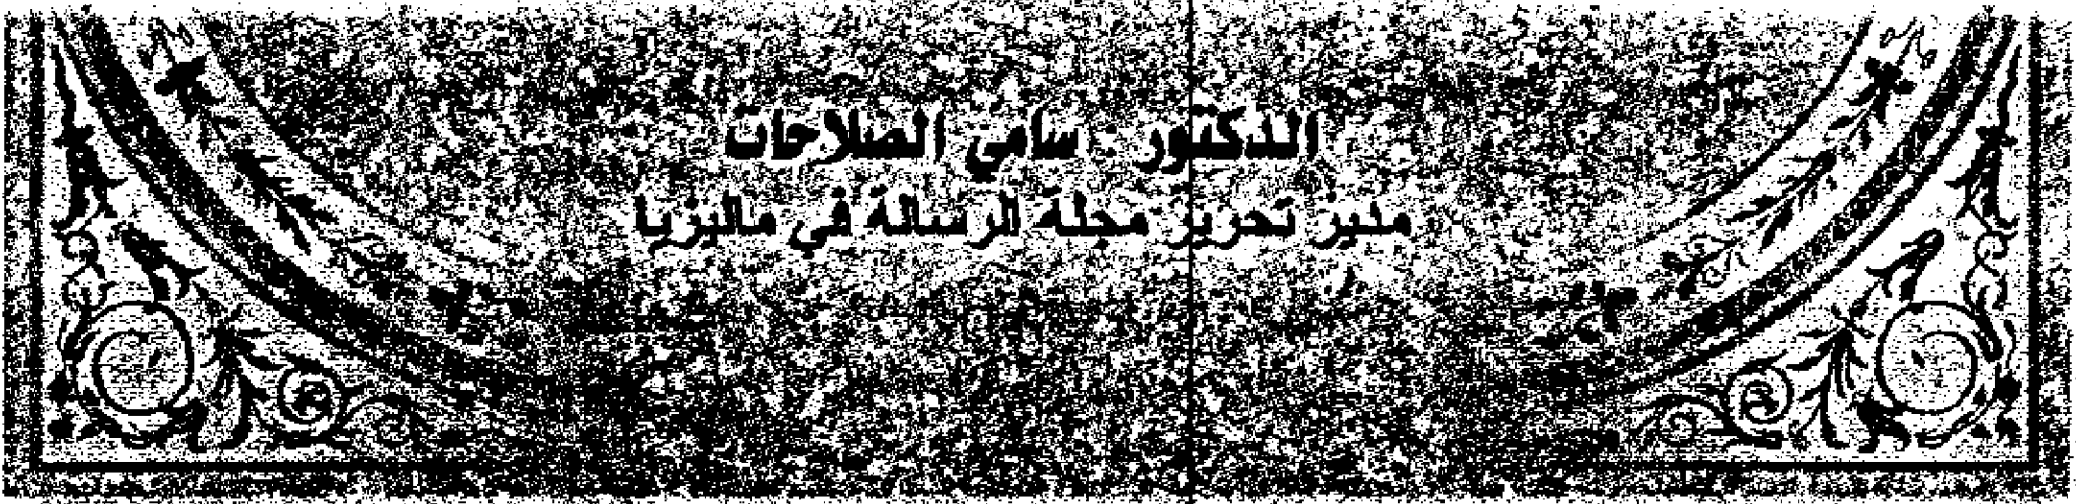 الدكتور . سامي الصلاحات
مدير تحرير مجلة الرسالة في ماليزيا